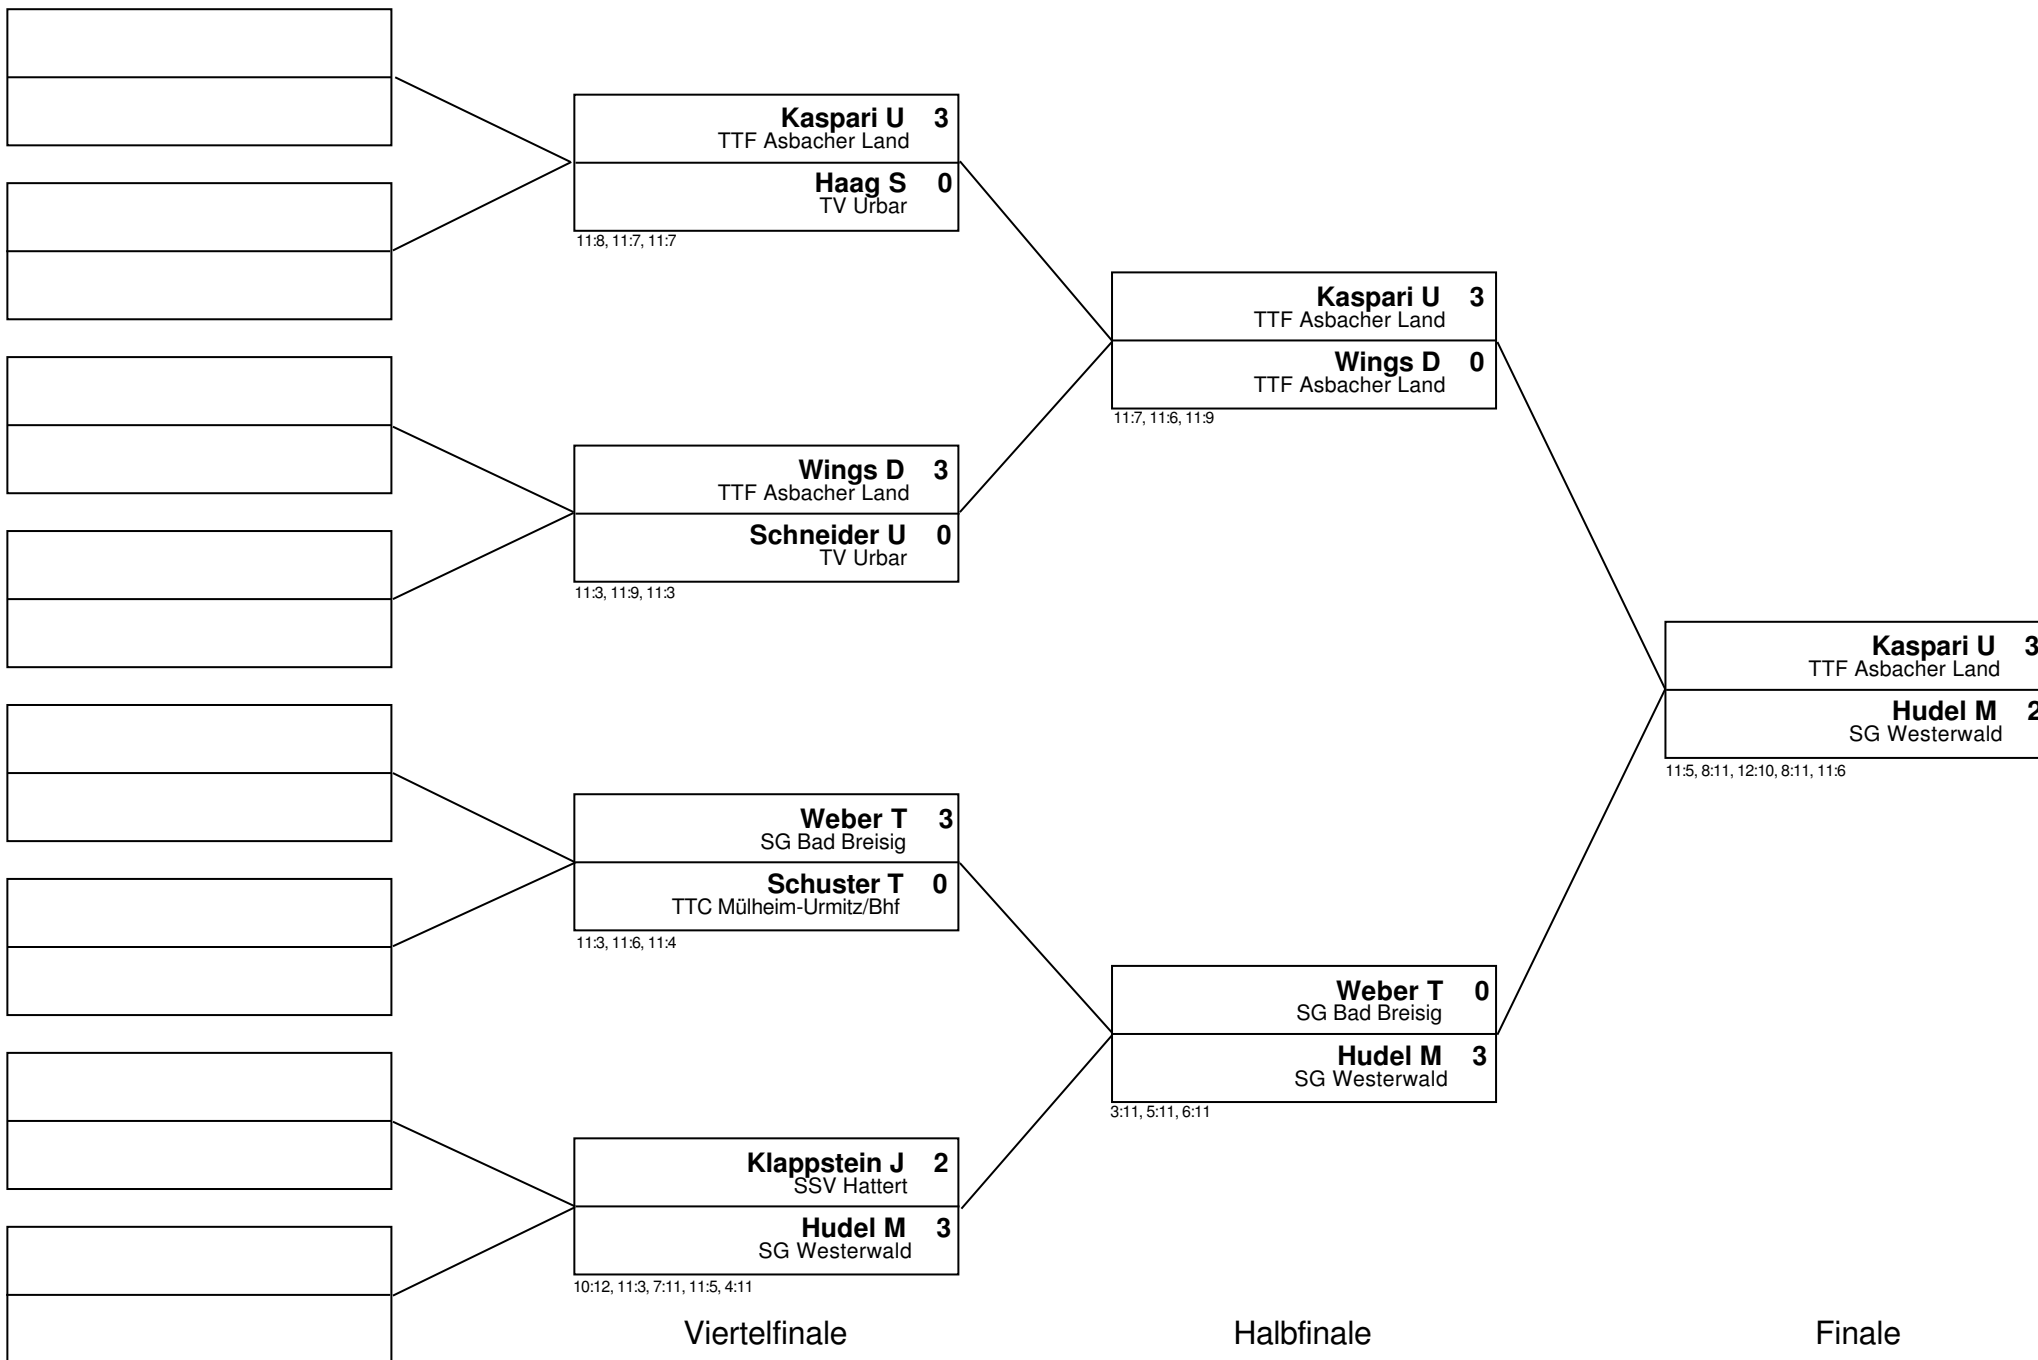 Kaspari U 3
TTF Asbacher Land
Haag S 0
TV Urbar
11:8, 11:7, 11:7
Wings D 3
TTF Asbacher Land
Schneider U 0
TV Urbar
11:3, 11:9, 11:3
Weber T 3
SG Bad Breisig
Schuster T 0
TTC Mülheim-Urmitz/Bhf
11:3, 11:6, 11:4
Klappstein J 2
SSV Hattert
Hudel M 3
SG Westerwald
10:12, 11:3, 7:11, 11:5, 4:11
Viertelfinale
Kaspari U 3
TTF Asbacher Land
Wings D 0
TTF Asbacher Land
11:7, 11:6, 11:9
Weber T 0
SG Bad Breisig
Hudel M 3
SG Westerwald
3:11, 5:11, 6:11
Halbfinale
Kaspari U 3
TTF Asbacher Land
Hudel M 2
SG Westerwald
11:5, 8:11, 12:10, 8:11, 11:6
Finale